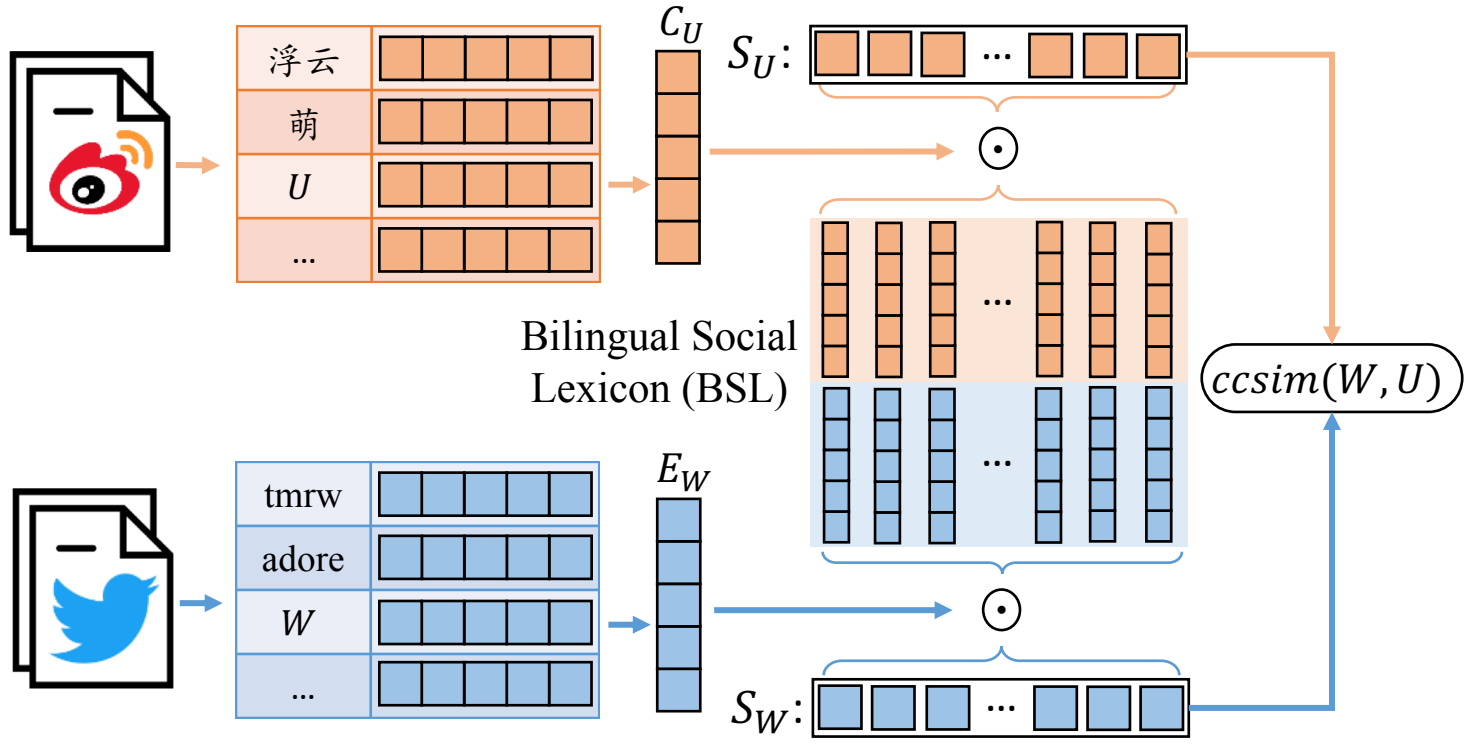 浮云
萌
U
...
C_U
S_U:
...
Bilingual Social
Lexicon (BSL)
...
...
ccsim(W,U)
tmrw
adore
W
...
E_W
S_W:
...